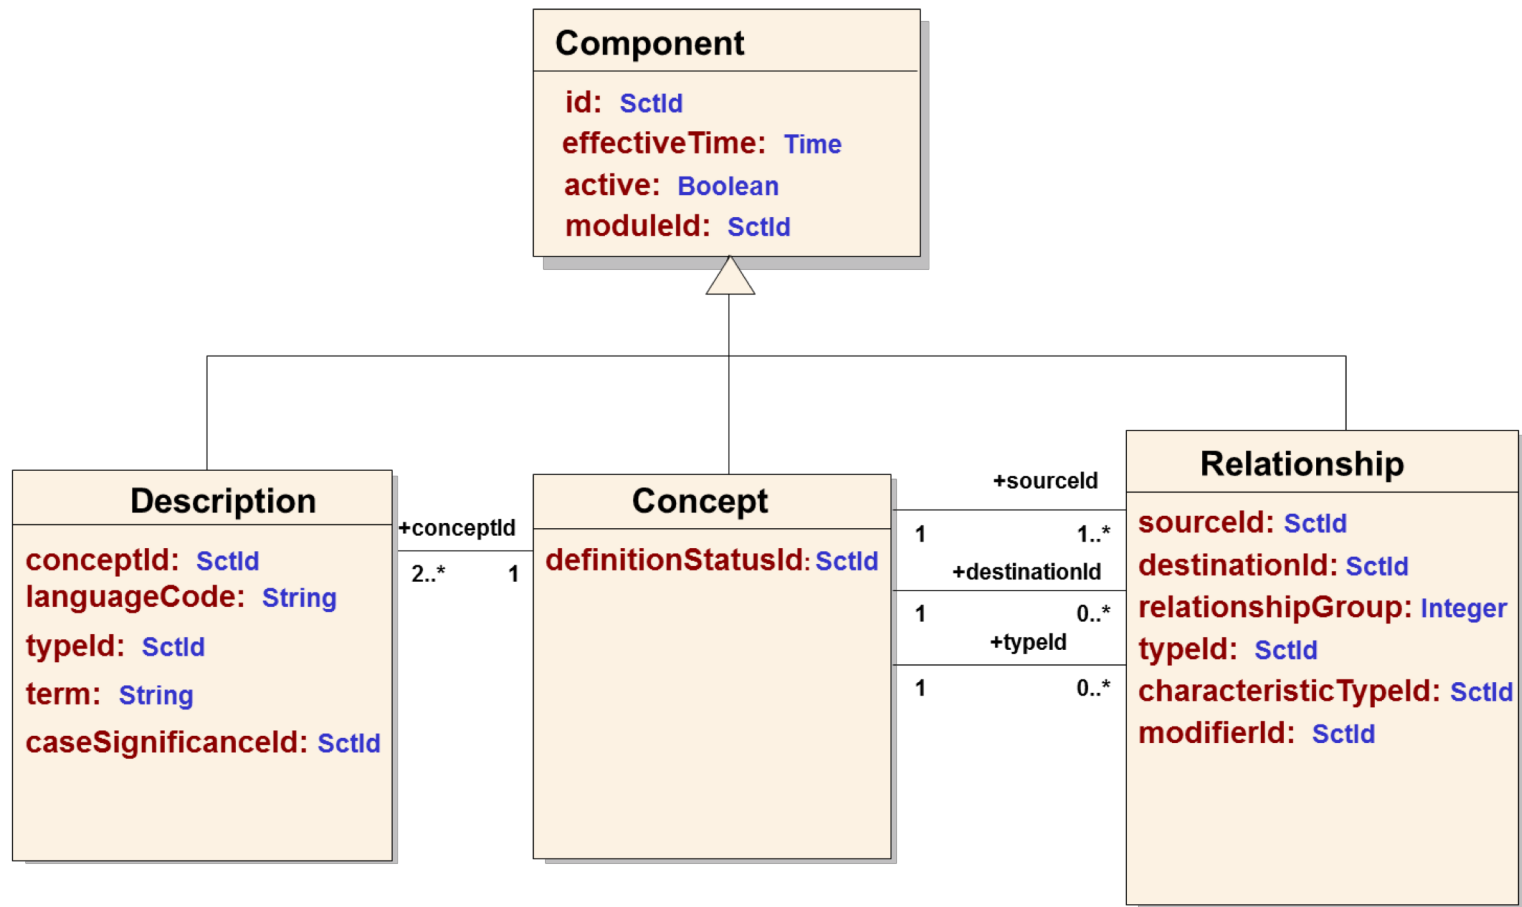 Component
id: SctId
effectiveTime: Time
active: Boolean
moduleId: SctId
Description
conceptId: SctId
languageCode: String
typeId: SctId
term: String
caseSignificanceId: SctId
+conceptId
2..* 1
Concept
definitionStatusId: SctId
+sourceId
1 1..*
+destinationId
1 0..*
+typeId
1 0..*
Relationship
sourceId: SctId
destinationId: SctId
relationshipGroup: Integer
typeId: SctId
characteristicTypeId: SctId
modifierId: SctId